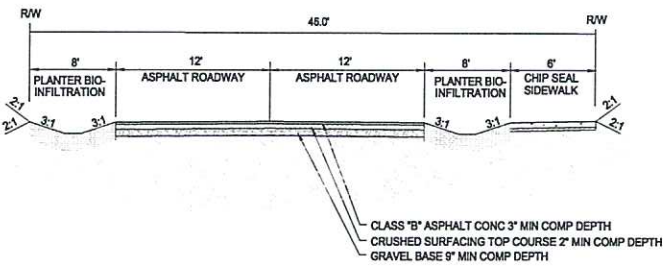 R/W
R/W
45.0'
8'
12'
12'
8'
6'
PLANTER BIO-
INFILTRATION
ASPHALT ROADWAY
ASPHALT ROADWAY
PLANTER BIO-
INFILTRATION
CHIP SEAL
SIDEWALK
2:1
2:1
3:1
3:1
3:1
3:1
2:1
2:1
CLASS "B" ASPHALT CONC 3" MIN COMP DEPTH
CRUSHED SURFACING TOP COURSE 2" MIN COMP DEPTH
GRAVEL BASE 9" MIN COMP DEPTH